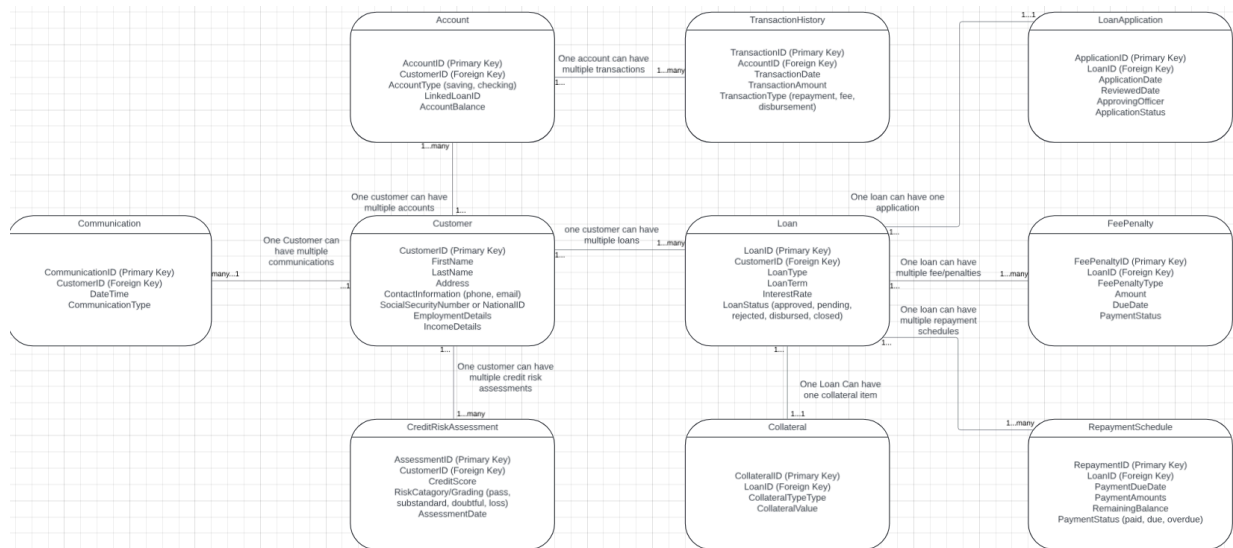 Account
AccountID (Primary Key)
CustomerID (Foreign Key)
AccountType (saving, checking)
LinkedLoanID
AccountBalance
One account can have
multiple transactions
1...
1...many
TransactionHistory
TransactionID (Primary Key)
AccountID (Foreign Key)
TransactionDate
TransactionAmount
TransactionType (repayment, fee,
disbursement)
1...1
LoanApplication
ApplicationID (Primary Key)
LoanID (Foreign Key)
ApplicationDate
ReviewedDate
ApprovingOfficer
ApplicationStatus
1...many
One customer can have
multiple accounts
1...
One loan can have one
application
1...
Communication
CommunicationID (Primary Key)
CustomerID (Foreign Key)
DateTime
CommunicationType
One Customer can
have multiple
communications
many...1
...1
Customer
CustomerID (Primary Key)
FirstName
LastName
Address
ContactInformation (phone, email)
SocialSecurityNumber or NationalID
EmploymentDetails
IncomeDetails
one customer can have
multiple loans
1...
1...many
Loan
LoanID (Primary Key)
CustomerID (Foreign Key)
LoanType
LoanTerm
InterestRate
LoanStatus (approved, pending,
rejected, disbursed, closed)
One loan can have
multiple fee/penalties
1...
1...many
FeePenalty
FeePenaltyID (Primary Key)
LoanID (Foreign Key)
FeePenaltyType
Amount
DueDate
PaymentStatus
One loan can have
multiple repayment
schedules
1...
1...many
1...
One customer can have
multiple credit risk
assessments
1...many
1...
One Loan Can have
one collateral item
1...1
CreditRiskAssessment
AssessmentID (Primary Key)
CustomerID (Foreign Key)
CreditScore
RiskCatagory/Grading (pass,
substandard, doubtful, loss)
AssessmentDate
Collateral
CollateralID (Primary Key)
LoanID (Foreign Key)
CollateralTypeType
CollateralValue
RepaymentSchedule
RepaymentID (Primary Key)
LoanID (Foreign Key)
PaymentDueDate
PaymentAmounts
RemainingBalance
PaymentStatus (paid, due, overdue)